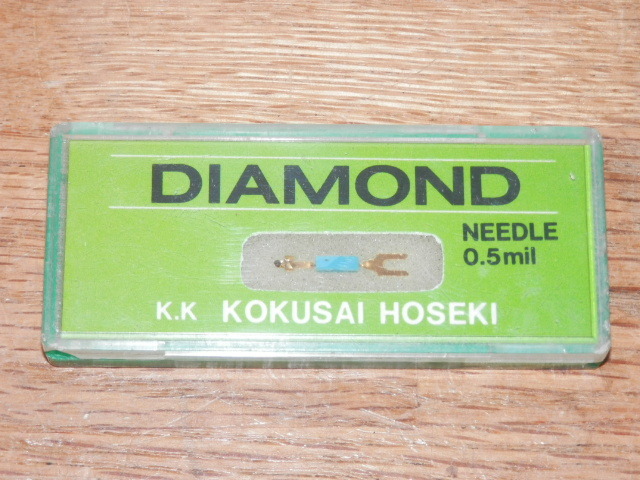 DIAMOND
NEEDLE
0.5mil
K.K KOKUSAI HOSEKI